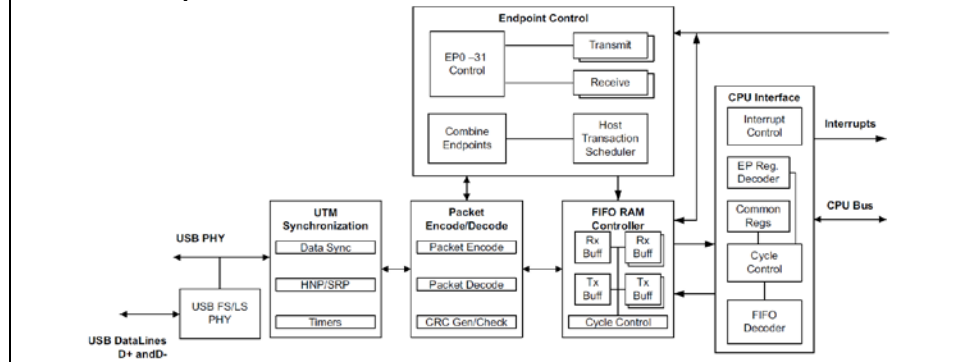 Endpoint Control
EP0 –31
Control
Transmit
Receive
Combine
Endpoints
Host
Transaction
Scheduler
CPU Interface
Interrupt
Control
Interrupts
EP Reg.
Decoder
Common
Regs
CPU Bus
Cycle
Control
FIFO
Decoder
UTM
Synchronization
Data Sync
HNP/SRP
Timers
Packet
Encode/Decode
Packet Encode
Packet Decode
CRC Gen/Check
FIFO RAM
Controller
Rx
Buff
Rx
Buff
Tx
Buff
Tx
Buff
Cycle Control
USB PHY
USB FS/LS
PHY
USB DataLines
D+ andD-